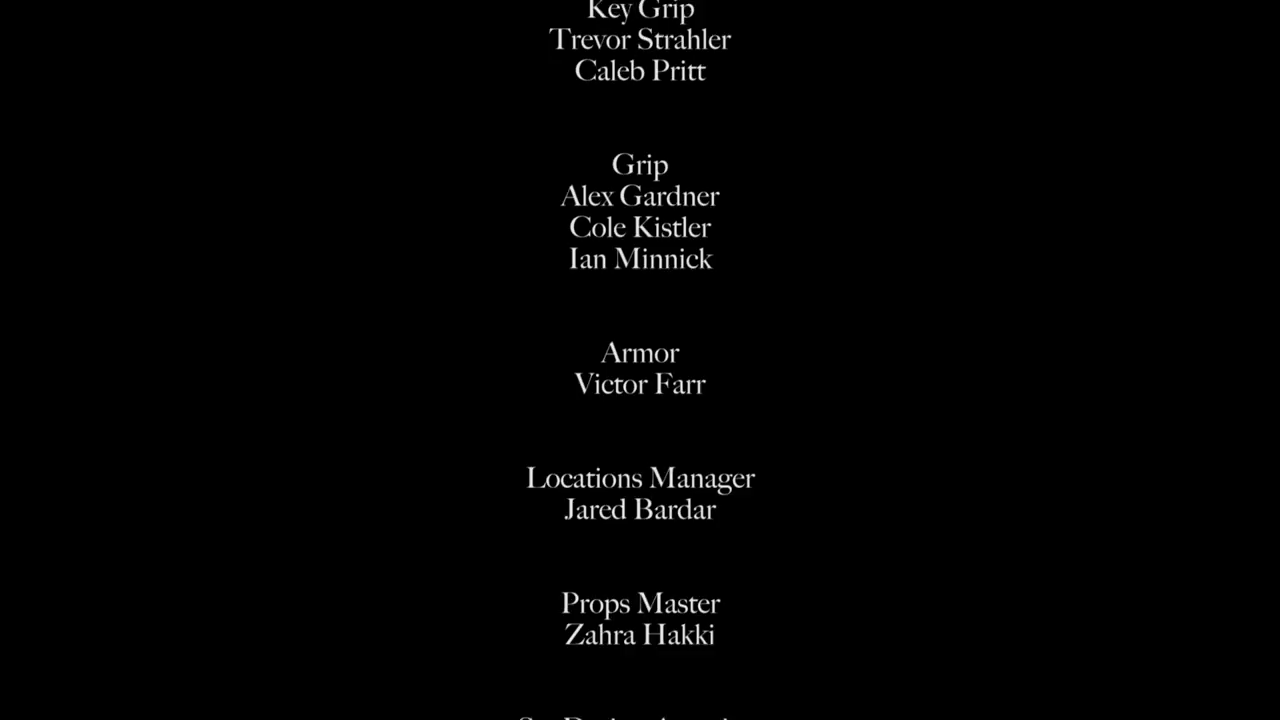 Key Grip
Trevor Strahler
Caleb Pritt
Grip
Alex Gardner
Cole Kistler
Ian Minnick
Armor
Victor Farr
Locations Manager
Jared Bardar
Props Master
Zahra Hakki